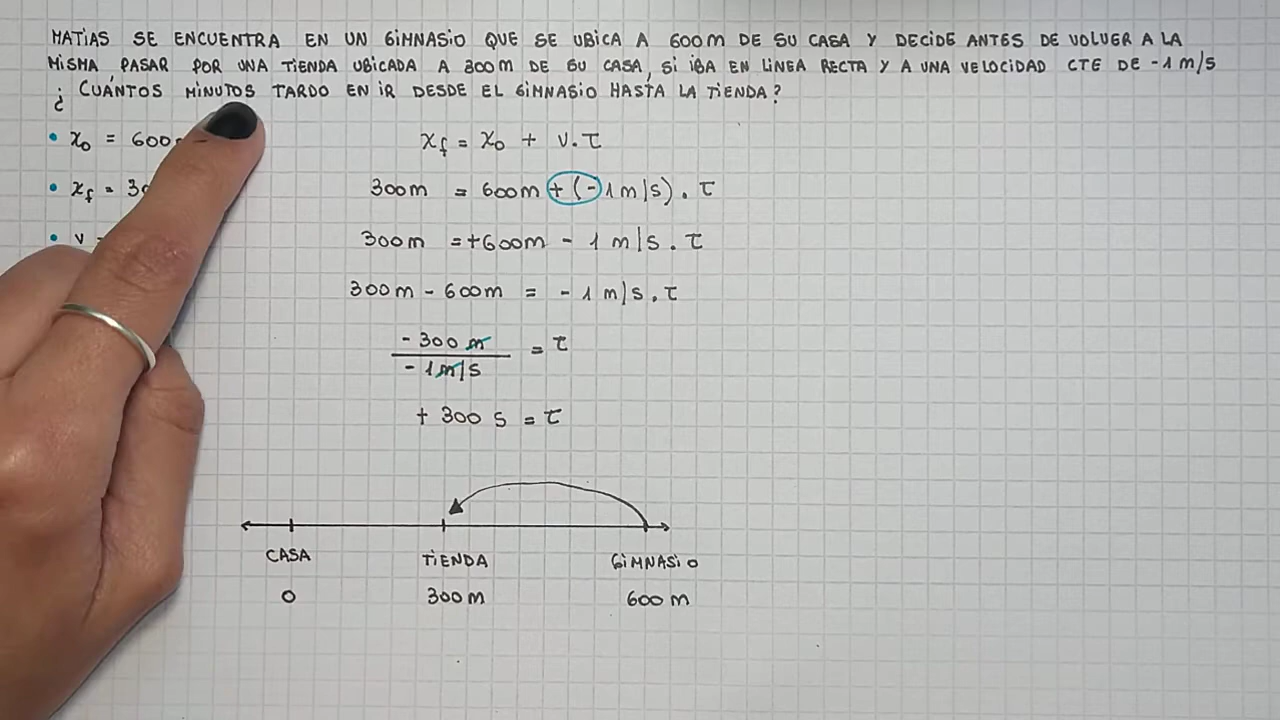 MATIAS SE ENCUENTRA EN UN GIMNASIO QUE SE UBICA A 600m DE SU CASA Y DECIDE ANTES DE VOLVER A LA
MISMA, PASAR POR UNA TIENDA UBICADA A 300m DE SU CASA, SI IBA EN LINEA RECTA Y A UNA VELOCIDAD CTE DE -1 m/s
¿ CUÁNTOS MINUTOS TARDO EN IR DESDE EL GIMNASIO HASTA LA TIENDA?
• x₀ = 600
x_f = x₀ + v.t
• x_f = 30
300m = 600m + (-1 m/s) . t
• v
300m = +600m - 1 m/s . t
300m - 600m = - 1 m/s . t
-300 m / -1 m/s = t
+ 300 s = t
CASA TIENDA GIMNASIO
0 300m 600 m